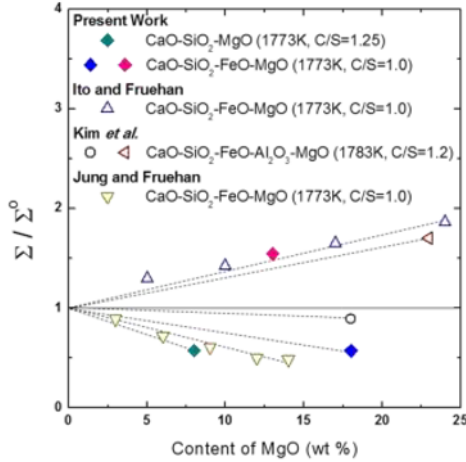 Present Work
CaO-SiO₂-MgO (1773K, C/S=1.25)
CaO-SiO₂-FeO-MgO (1773K, C/S=1.0)
Ito and Fruehan
CaO-SiO₂-FeO-MgO (1773K, C/S=1.0)
Kim et al.
CaO-SiO₂-FeO-Al₂O₃-MgO (1783K, C/S=1.2)
Jung and Fruehan
CaO-SiO₂-FeO-MgO (1773K, C/S=1.0)
4
3
2
1
0
Σ / Σ°
0 5 10 15 20 25
Content of MgO (wt %)